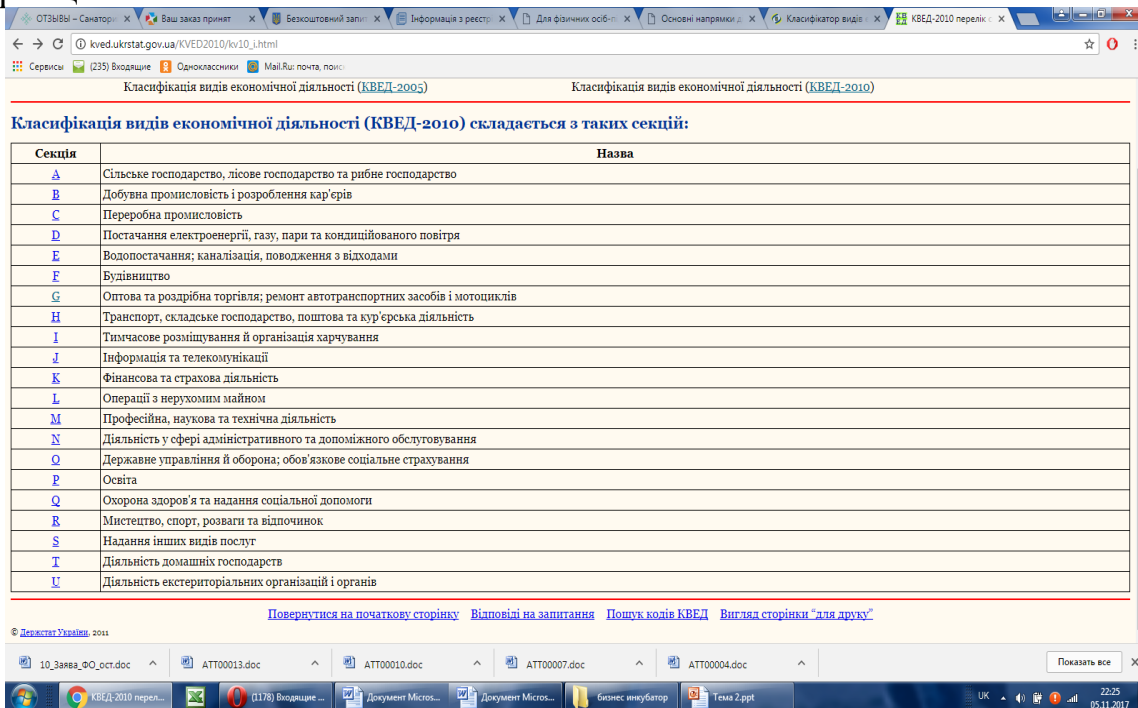 ОТЗЫВЫ – Санатори
Ваш заказ принят
Безкоштовний запит
Інформація з реєстр
Для фізичних осіб-п
Основні напрямки д
Класифікатор видів
КВЕД-2010 перелік с
kved.ukrstat.gov.ua/KVED2010/kv10_i.html
Сервисы (235) Входящие Одноклассники Mail.Ru: почта, поис
Класифікація видів економічної діяльності (КВЕД-2005) Класифікація видів економічної діяльності (КВЕД-2010)
Класифікація видів економічної діяльності (КВЕД-2010) складається з таких секцій:
Секція Назва
A Сільське господарство, лісове господарство та рибне господарство
B Добувна промисловість і розроблення кар'єрів
C Переробна промисловість
D Постачання електроенергії, газу, пари та кондиційованого повітря
E Водопостачання; каналізація, поводження з відходами
F Будівництво
G Оптова та роздрібна торгівля; ремонт автотранспортних засобів і мотоциклів
H Транспорт, складське господарство, поштова та кур'єрська діяльність
I Тимчасове розміщування й організація харчування
J Інформація та телекомунікації
K Фінансова та страхова діяльність
L Операції з нерухомим майном
M Професійна, наукова та технічна діяльність
N Діяльність у сфері адміністративного та допоміжного обслуговування
O Державне управління й оборона; обов'язкове соціальне страхування
P Освіта
Q Охорона здоров'я та надання соціальної допомоги
R Мистецтво, спорт, розваги та відпочинок
S Надання інших видів послуг
T Діяльність домашніх господарств
U Діяльність екстериторіальних організацій і органів
Повернутися на початкову сторінку Відповіді на запитання Пошук кодів КВЕД Вигляд сторінки "для друку"
© Держстат України, 2011
10_Заява_ФО_ост.doc ATT00013.doc ATT00010.doc ATT00007.doc ATT00004.doc Показать все
КВЕД-2010 перел... (1178) Входящие ... Документ Micros... Документ Micros... бизнес инкубатор Тема 2.ppt UK 22:25
05.11.2017